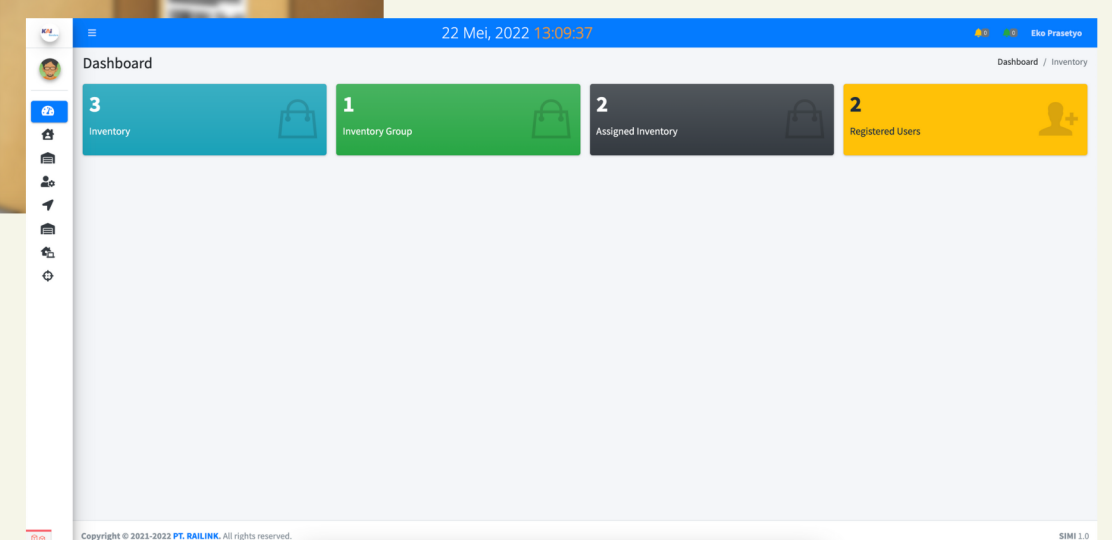 KAI
22 Mei, 2022 13:09:37
0
0
Eko Prasetyo
Dashboard
Dashboard / Inventory
3
Inventory
1
Inventory Group
2
Assigned Inventory
2
Registered Users
Copyright © 2021-2022 PT. RAILINK. All rights reserved.
SIMI 1.0